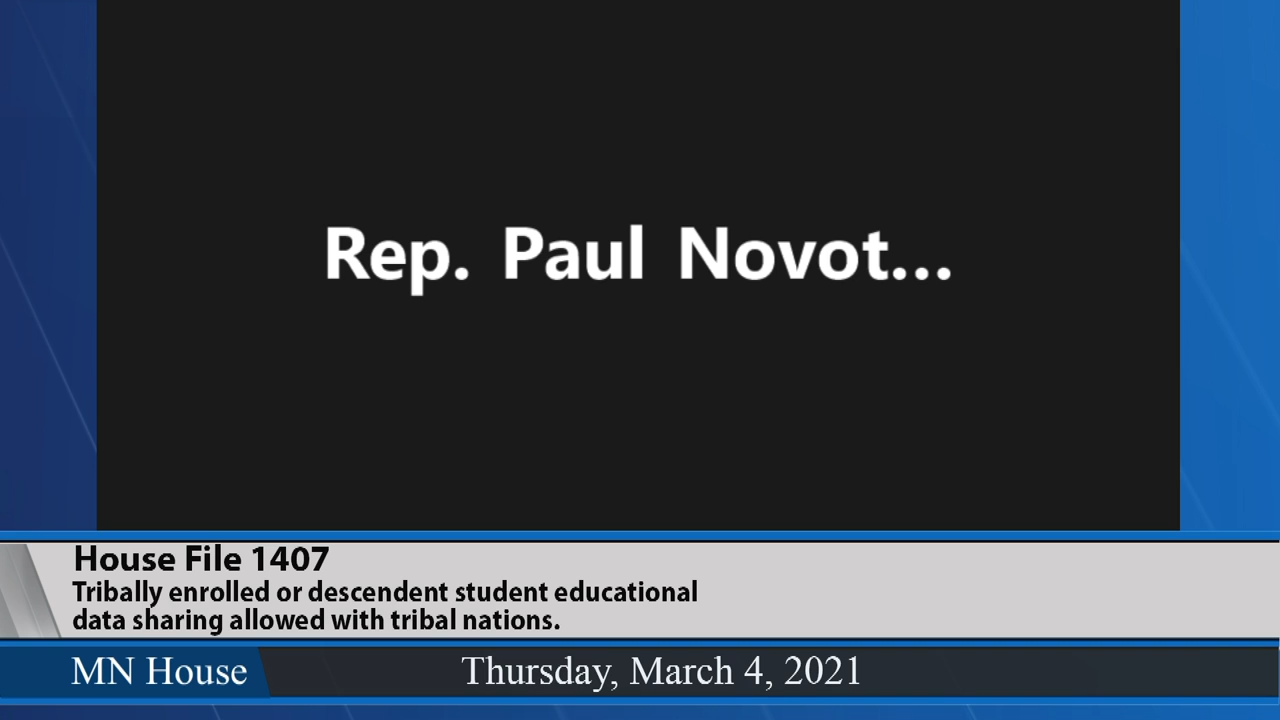 Rep. Paul Novot...
House File 1407
Tribally enrolled or descendent student educational
data sharing allowed with tribal nations.
MN House
Thursday, March 4, 2021